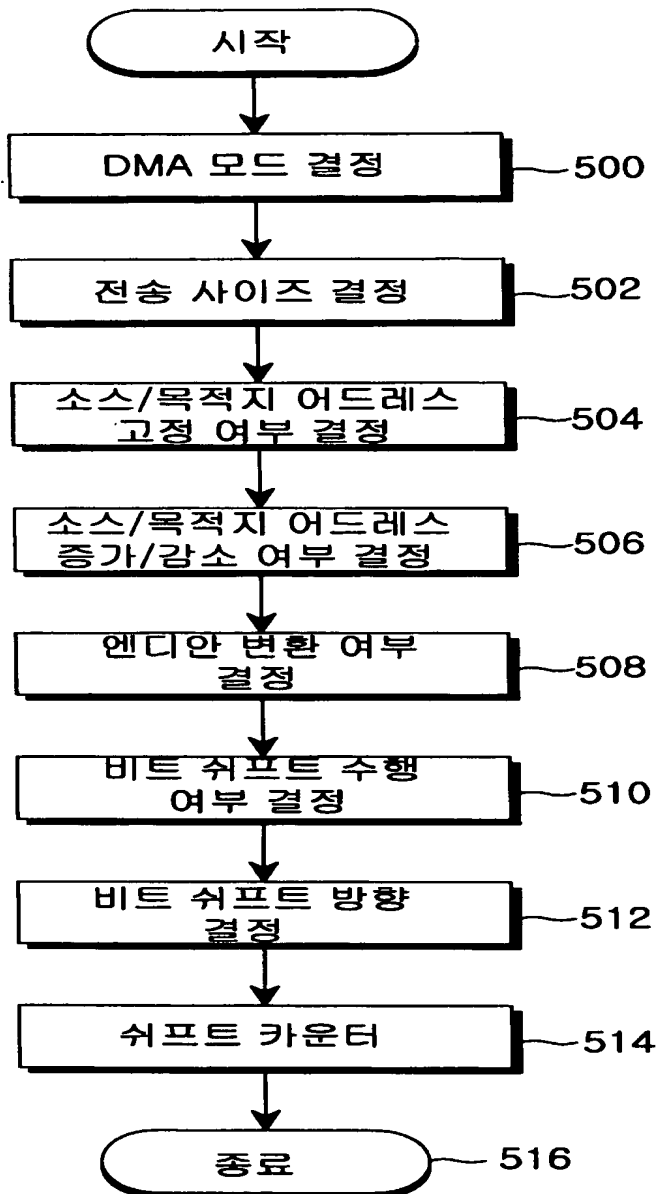 시작
DMA 모드 결정
500
전송 사이즈 결정
502
소스/목적지 어드레스
고정 여부 결정
504
소스/목적지 어드레스
증가/감소 여부 결정
506
엔디안 변환 여부
결정
508
비트 쉬프트 수행
여부 결정
510
비트 쉬프트 방향
결정
512
쉬프트 카운터
514
종료
516